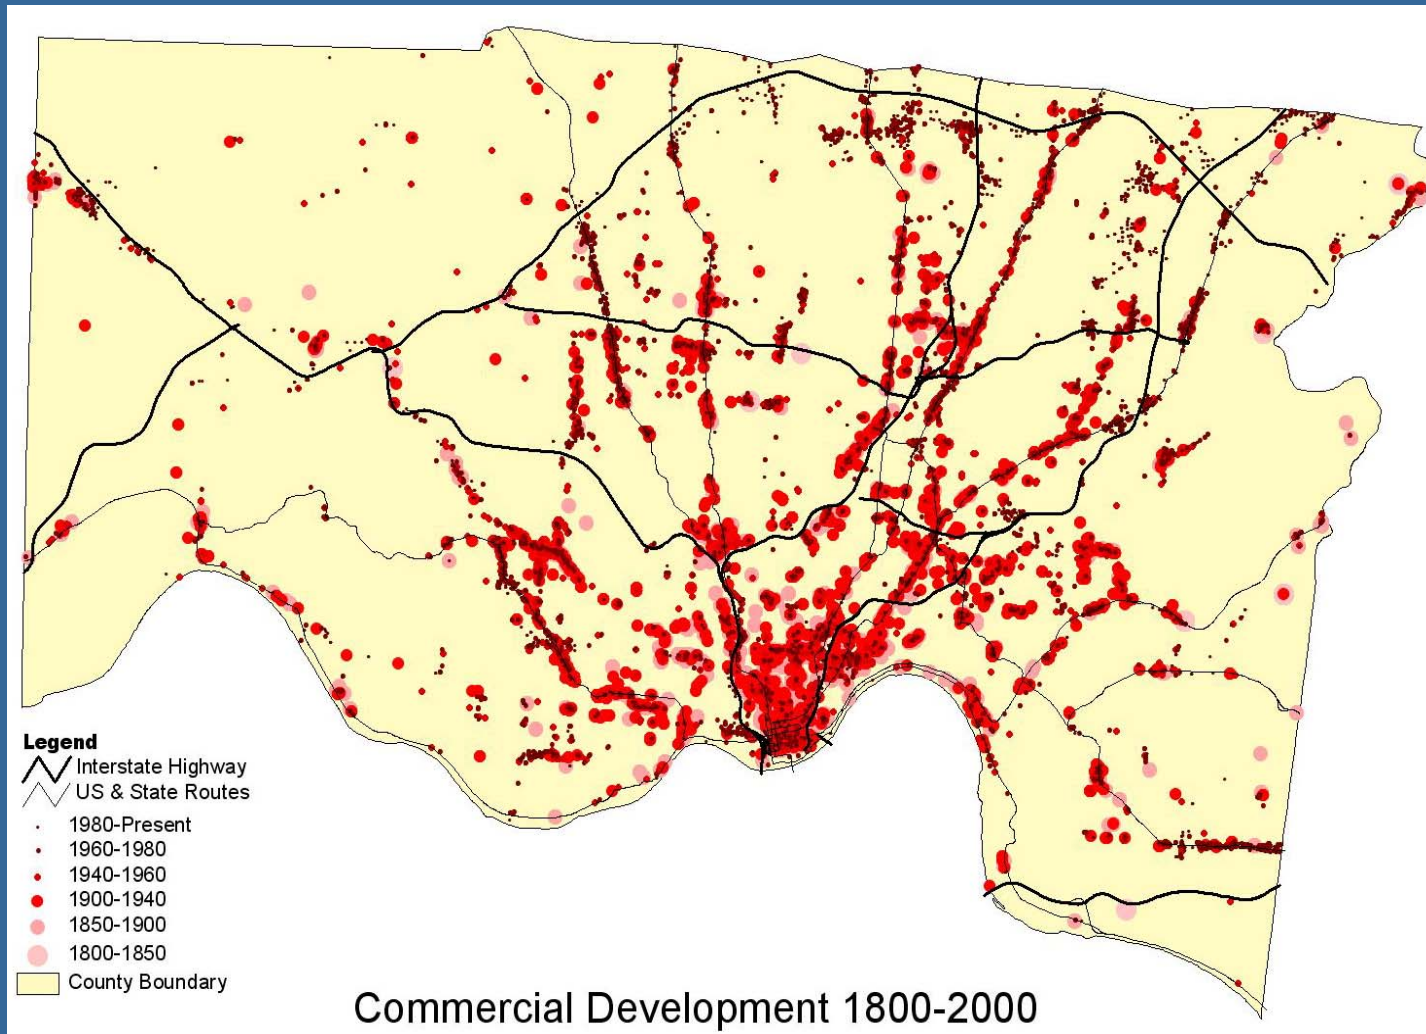 Legend
Interstate Highway
US & State Routes
1980-Present
1960-1980
1940-1960
1900-1940
1850-1900
1800-1850
County Boundary
Commercial Development 1800-2000